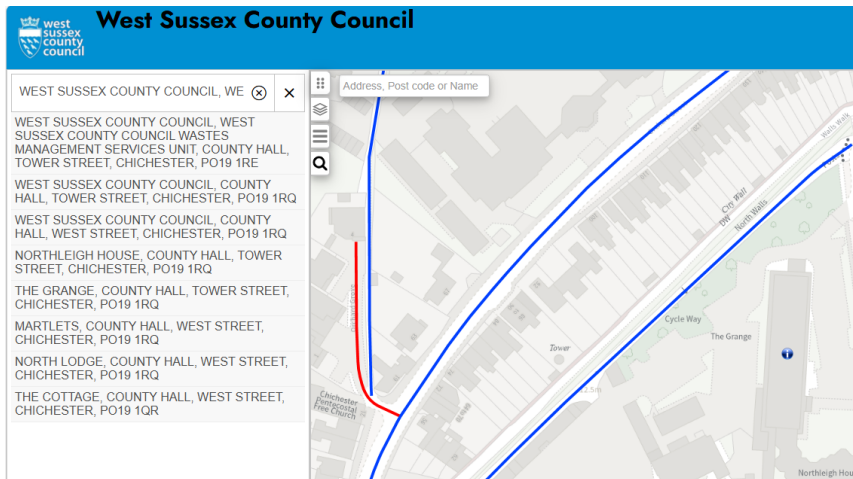 west
sussex
county
council
West Sussex County Council
WEST SUSSEX COUNTY COUNCIL, WE
Address, Post code or Name
WEST SUSSEX COUNTY COUNCIL, WEST
SUSSEX COUNTY COUNCIL WASTES
MANAGEMENT SERVICES UNIT, COUNTY HALL,
TOWER STREET, CHICHESTER, PO19 1RE
WEST SUSSEX COUNTY COUNCIL, COUNTY
HALL, TOWER STREET, CHICHESTER, PO19 1RQ
WEST SUSSEX COUNTY COUNCIL, COUNTY
HALL, WEST STREET, CHICHESTER, PO19 1RQ
NORTHLEIGH HOUSE, COUNTY HALL, TOWER
STREET, CHICHESTER, PO19 1RQ
THE GRANGE, COUNTY HALL, TOWER STREET,
CHICHESTER, PO19 1RQ
MARTLETS, COUNTY HALL, WEST STREET,
CHICHESTER, PO19 1RQ
NORTH LODGE, COUNTY HALL, WEST STREET,
CHICHESTER, PO19 1RQ
THE COTTAGE, COUNTY HALL, WEST STREET,
CHICHESTER, PO19 1QR
Walls Walk
City Wall
North Walls
Orchard Grove
Cycle Way
The Grange
Tower
Chichester
Pentecostal
Free Church
Northleigh Hou